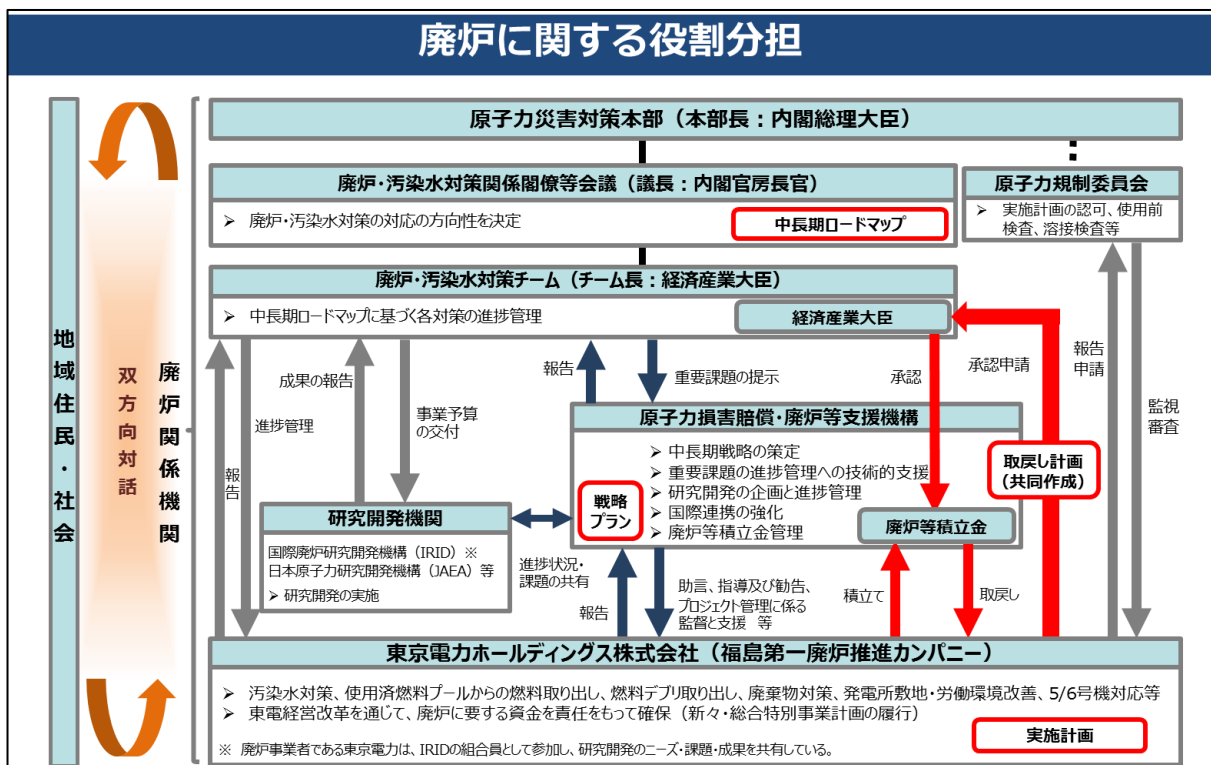 廃炉に関する役割分担
原子力災害対策本部（本部長：内閣総理大臣）
廃炉・汚染水対策関係閣僚等会議（議長：内閣官房長官）
➢ 廃炉・汚染水対策の対応の方向性を決定
中長期ロードマップ
原子力規制委員会
➢ 実施計画の認可、使用前
検査、溶接検査等
廃炉・汚染水対策チーム（チーム長：経済産業大臣）
➢ 中長期ロードマップに基づく各対策の進捗管理
経済産業大臣
地域住民・社会
双方向対話
廃炉関係機関
報告
進捗管理
成果の報告
事業予算
の交付
報告
重要課題の提示
承認
承認申請
報告
申請
監視
審査
原子力損害賠償・廃炉等支援機構
➢ 中長期戦略の策定
➢ 重要課題の進捗管理への技術的支援
➢ 研究開発の企画と進捗管理
➢ 国際連携の強化
➢ 廃炉等積立金管理
戦略
プラン
廃炉等積立金
取戻し計画
（共同作成）
研究開発機関
国際廃炉研究開発機構（IRID）※
日本原子力研究開発機構（JAEA）等
➢ 研究開発の実施
進捗状況・
課題の共有
報告
助言、指導及び勧告、
プロジェクト管理に係る
監督と支援 等
積立て
取戻し
東京電力ホールディングス株式会社（福島第一廃炉推進カンパニー）
➢ 汚染水対策、使用済燃料プールからの燃料取り出し、燃料デブリ取り出し、廃棄物対策、発電所敷地・労働環境改善、5/6号機対応等
➢ 東電経営改革を通じて、廃炉に要する資金を責任をもって確保（新々・総合特別事業計画の履行）
※ 廃炉事業者である東京電力は、IRIDの組合員として参加し、研究開発のニーズ・課題・成果を共有している。
実施計画